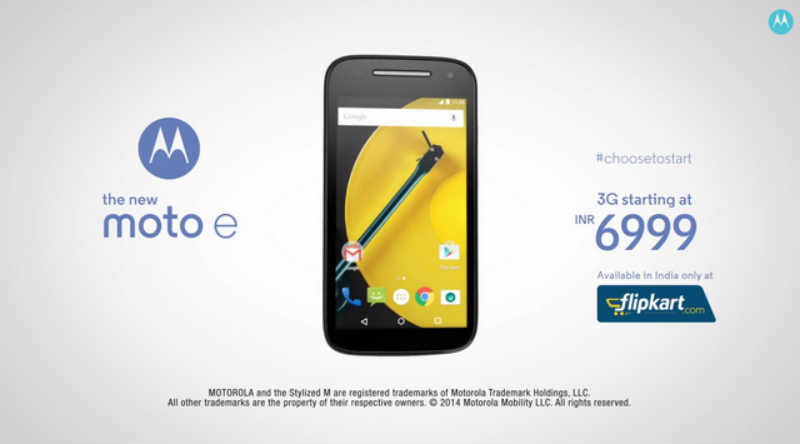 the new
moto e
Google
#choosetostart
3G starting at
INR 6999
Available in India only at
flipkart.com
MOTOROLA and the Stylized M are registered trademarks of Motorola Trademark Holdings, LLC.
All other trademarks are the property of their respective owners. © 2014 Motorola Mobility LLC. All rights reserved.